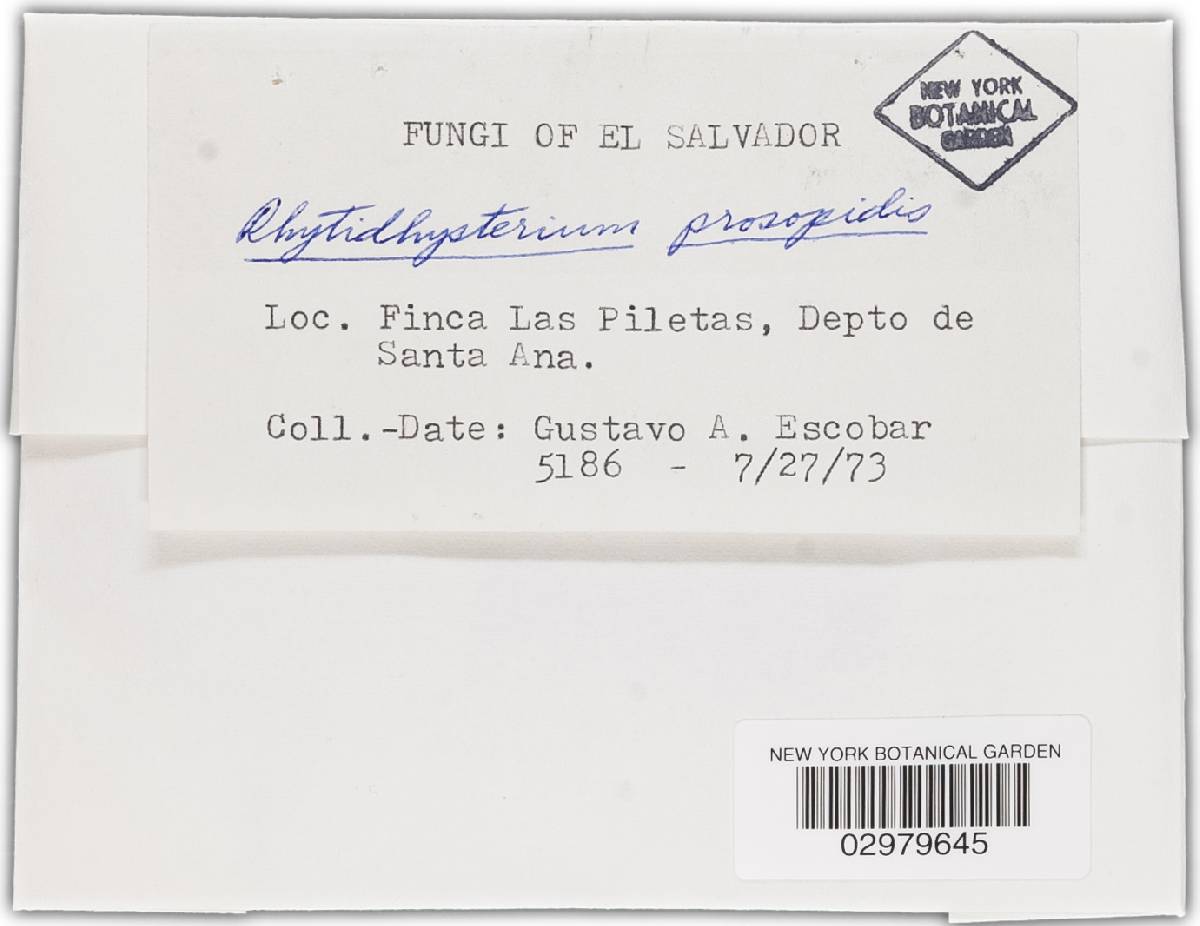 NEW YORK
BOTANICAL
GARDEN
FUNGI OF EL SALVADOR
Rhytidhysterium prosopidis
Loc. Finca Las Piletas, Depto de
Santa Ana.
Coll.-Date: Gustavo A. Escobar
5186 - 7/27/73
NEW YORK BOTANICAL GARDEN
02979645